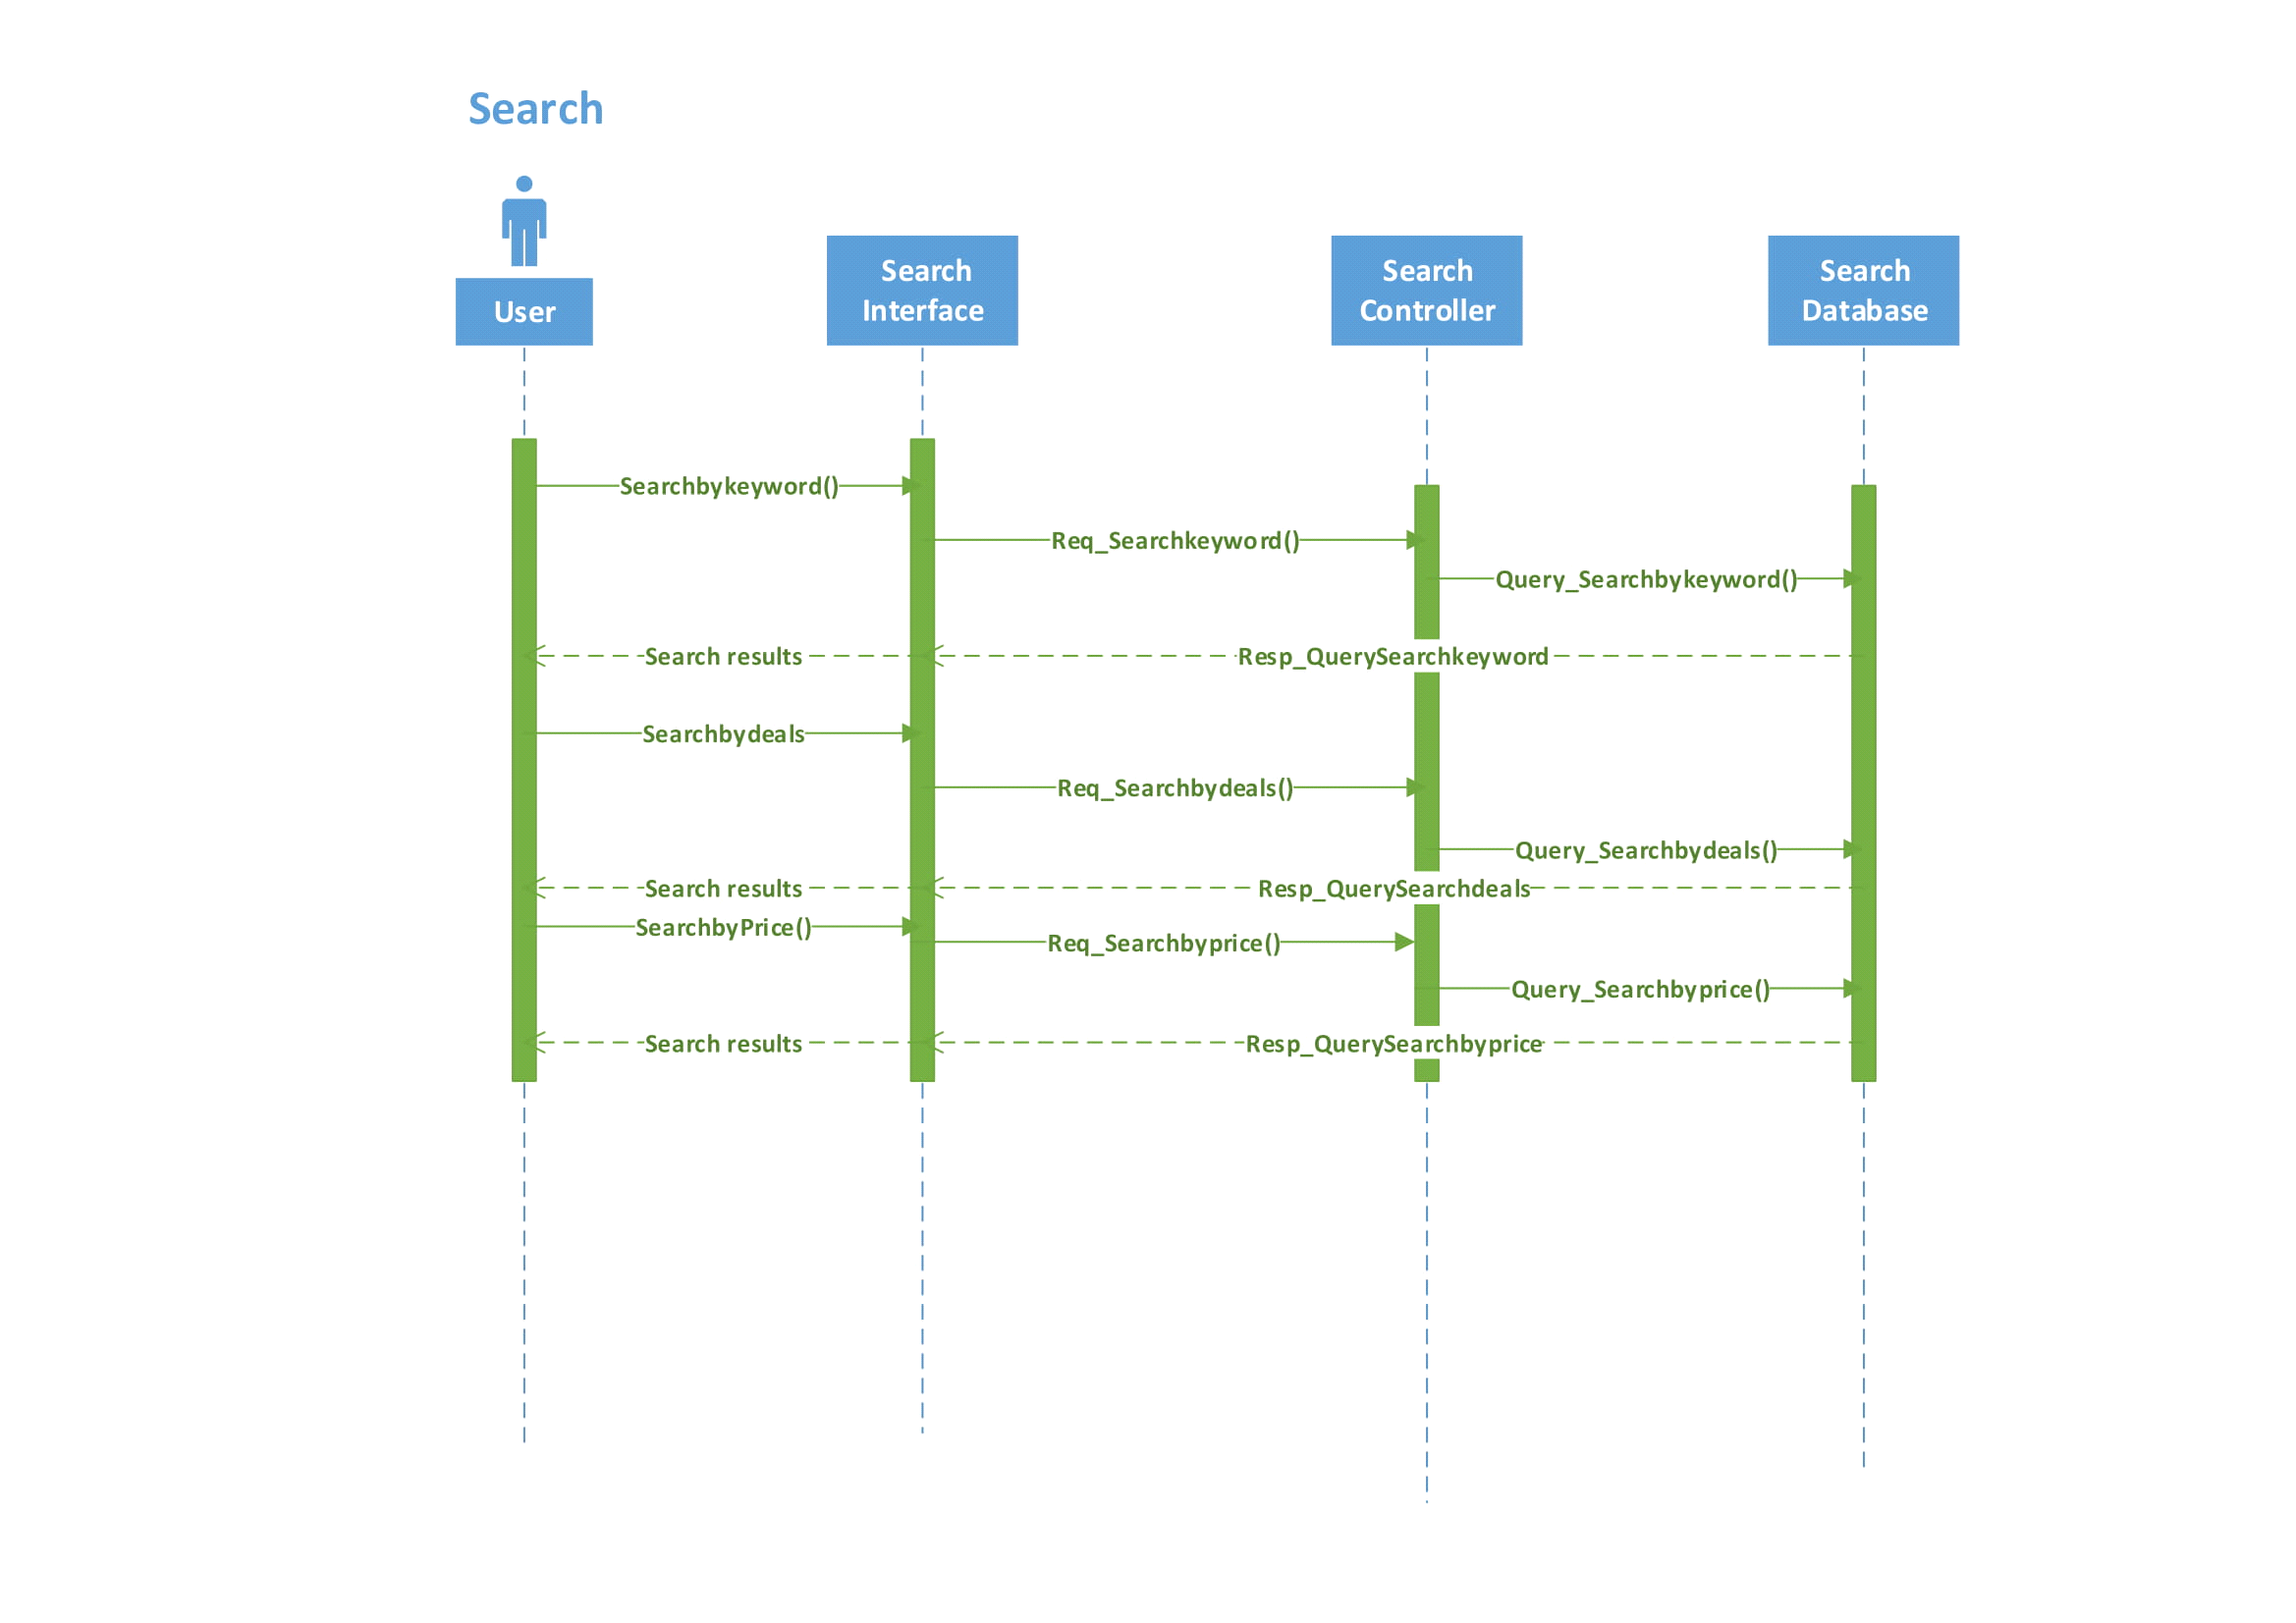 Search
User
Search
Interface
Search
Controller
Search
Database
Searchbykeyword()
Req_Searchkeyword()
Query_Searchbykeyword()
Search results
Resp_QuerySearchkeyword
Searchbydeals
Req_Searchbydeals()
Query_Searchbydeals()
Search results
Resp_QuerySearchdeals
SearchbyPrice()
Req_Searchbyprice()
Query_Searchbyprice()
Search results
Resp_QuerySearchbyprice